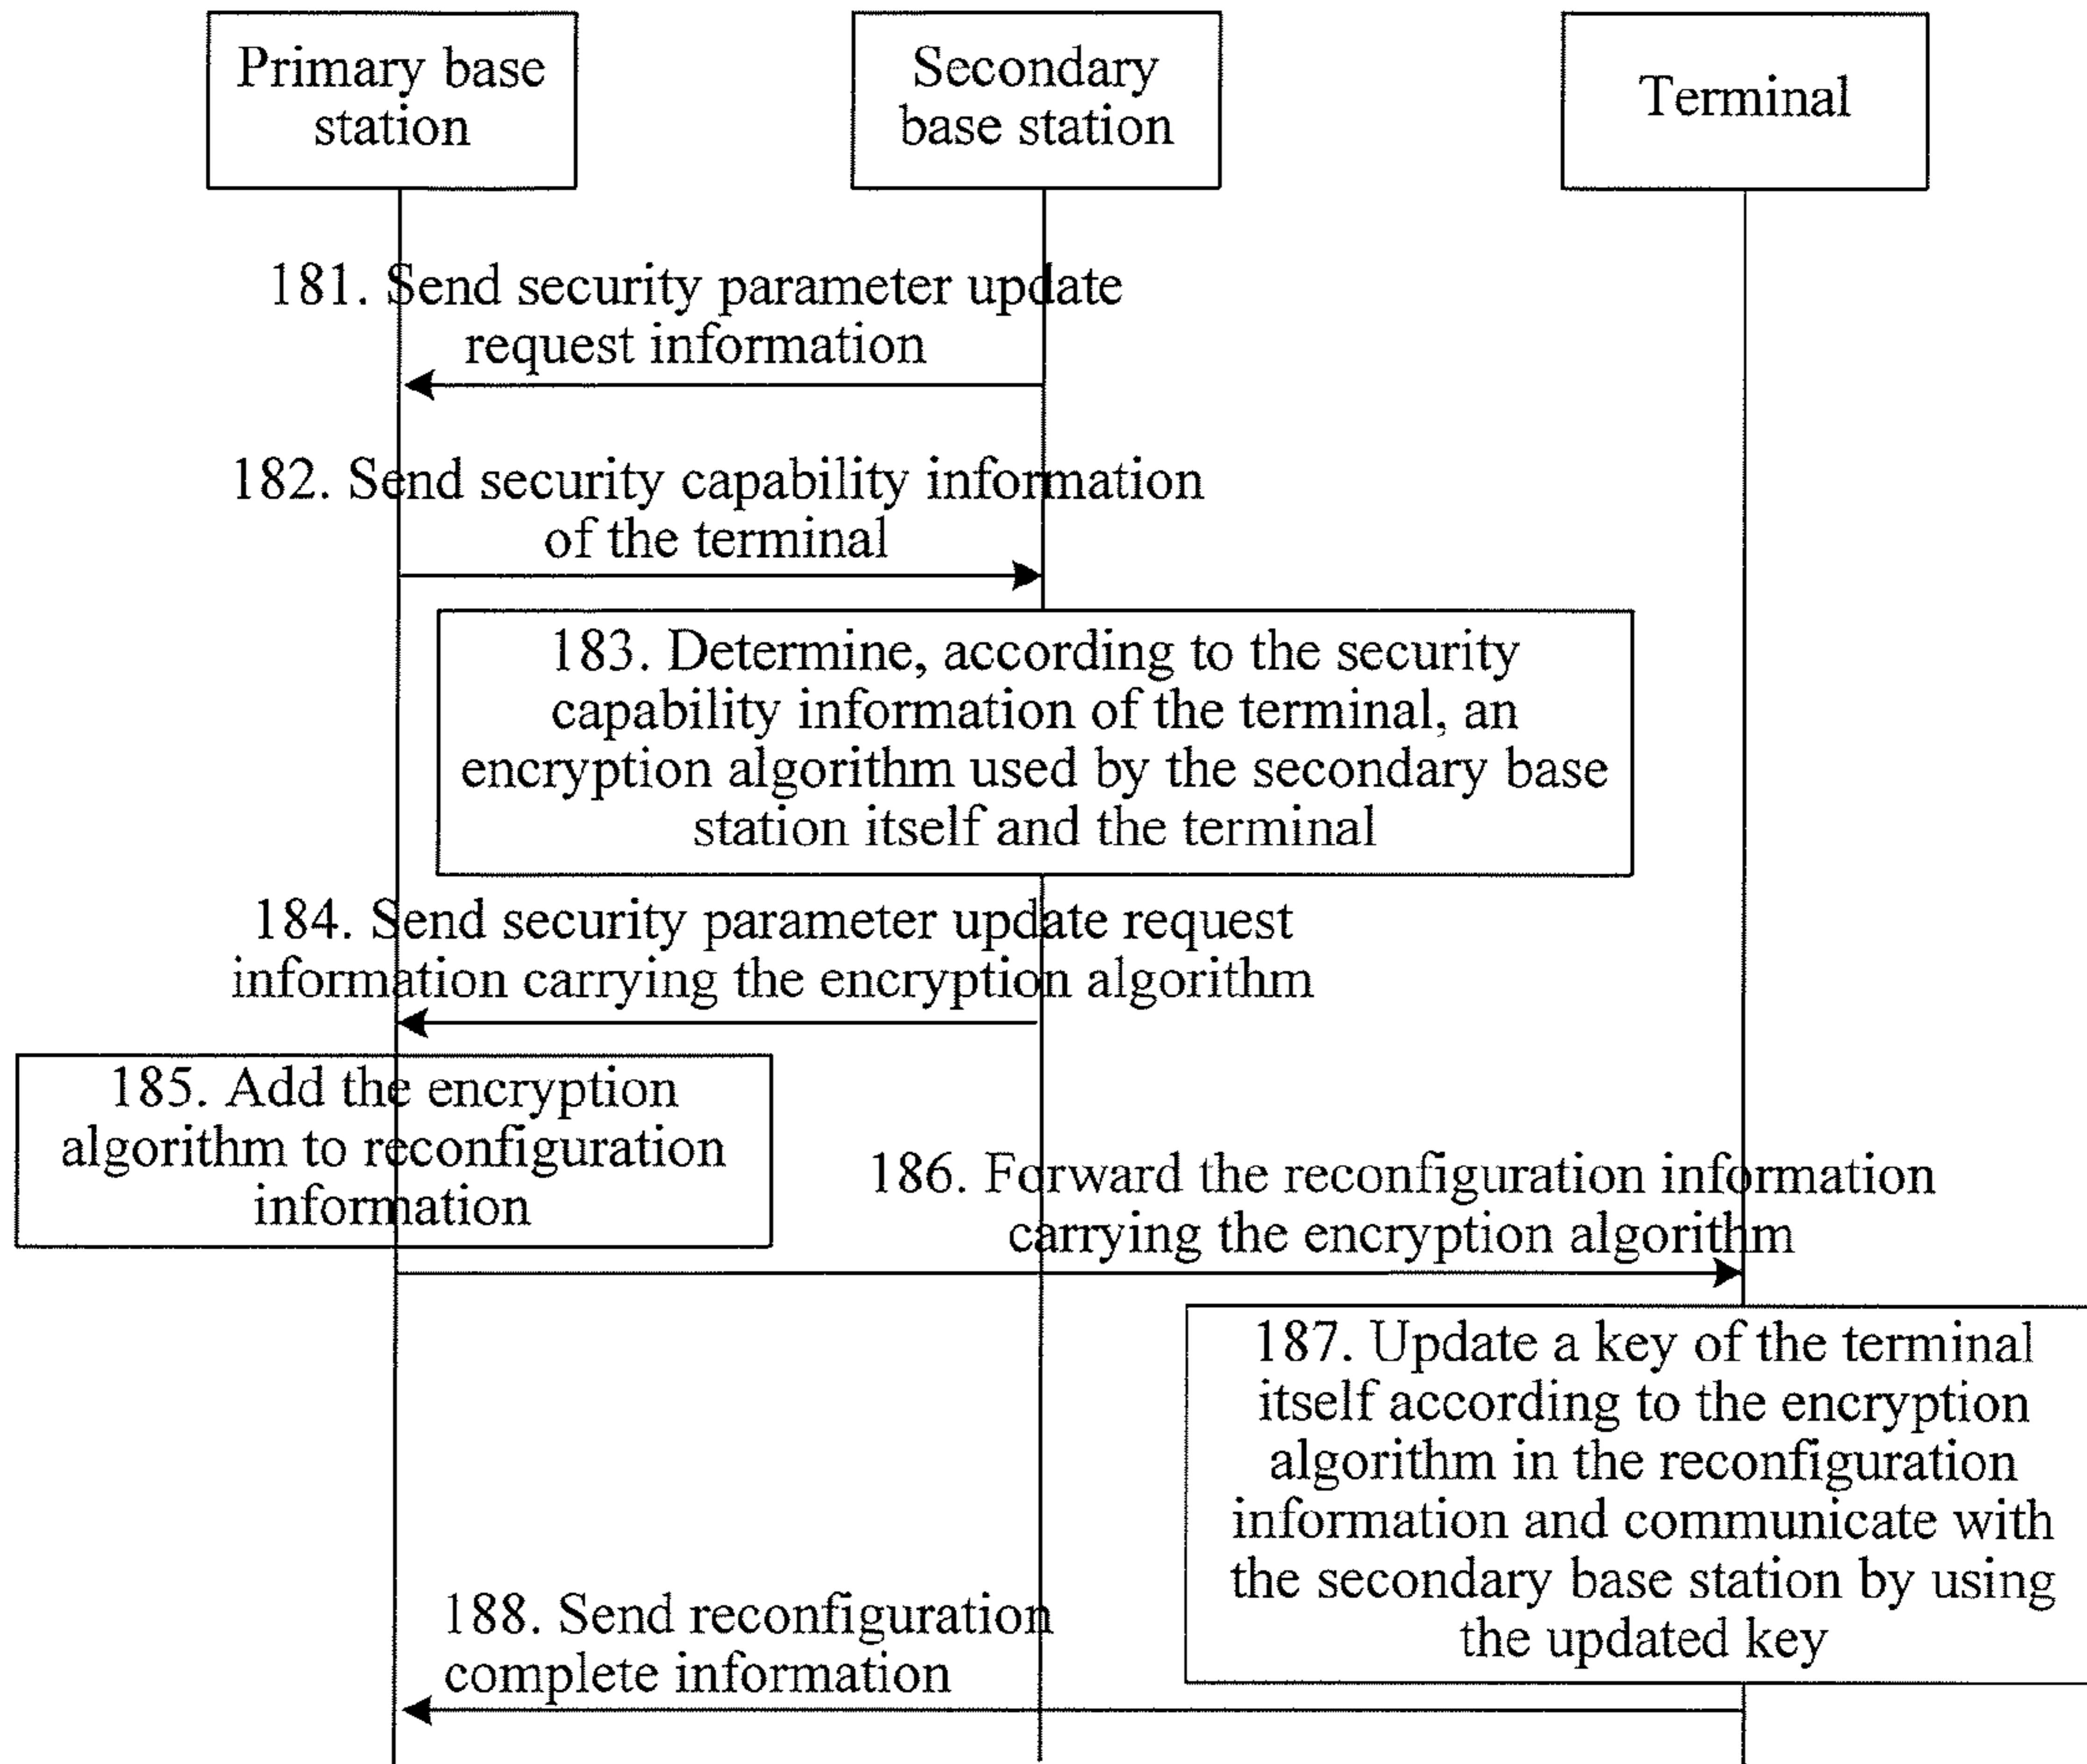 Primary base
station
Secondary
base station
Terminal
181. Send security parameter update
request information
182. Send security capability information
of the terminal
183. Determine, according to the security
capability information of the terminal, an
encryption algorithm used by the secondary base
station itself and the terminal
184. Send security parameter update request
information carrying the encryption algorithm
185. Add the encryption
algorithm to reconfiguration
information
186. Forward the reconfiguration information
carrying the encryption algorithm
187. Update a key of the terminal
itself according to the encryption
algorithm in the reconfiguration
information and communicate with
the secondary base station by using
the updated key
188. Send reconfiguration
complete information